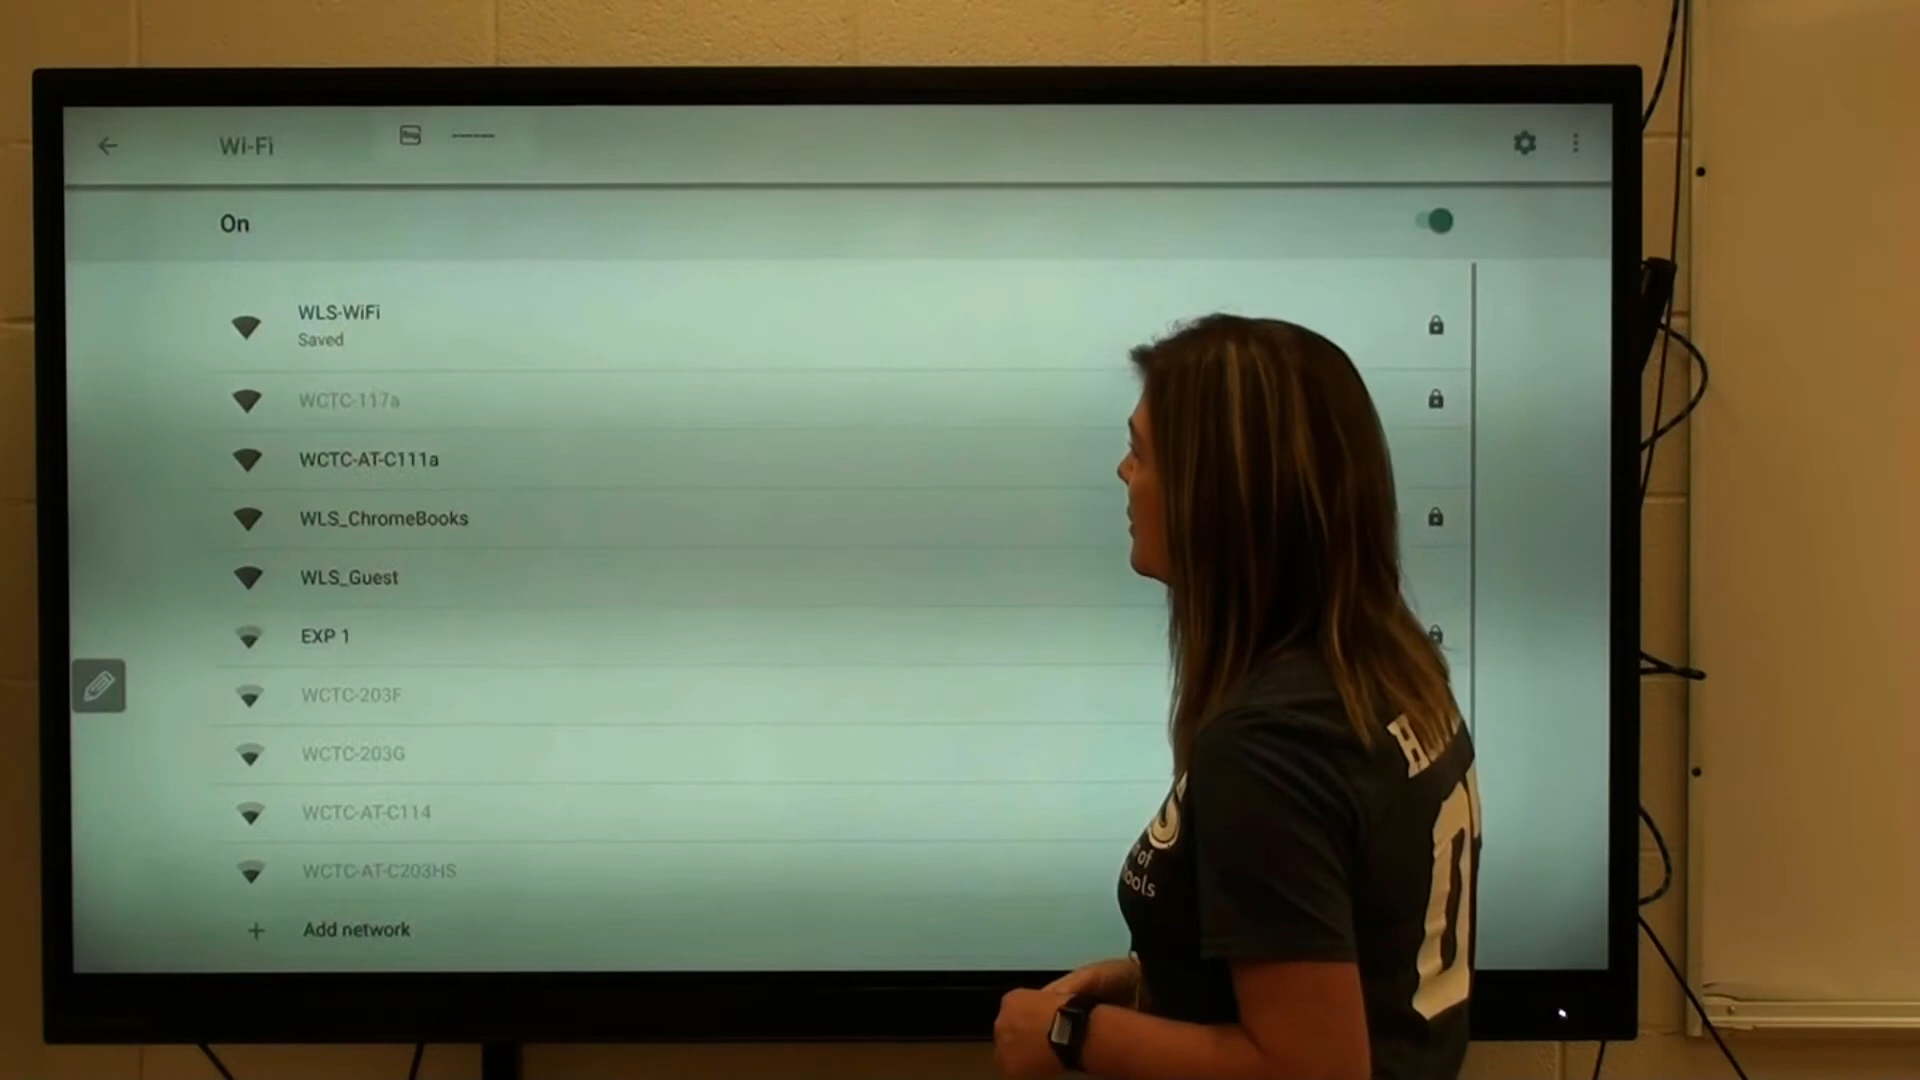 Wi-Fi
On
WLS-WiFi
Saved
WCTC-117a
WCTC-AT-C111a
WLS_ChromeBooks
WLS_Guest
EXP 1
WCTC-203F
WCTC-203G
WCTC-AT-C114
WCTC-AT-C203HS
Add network
of